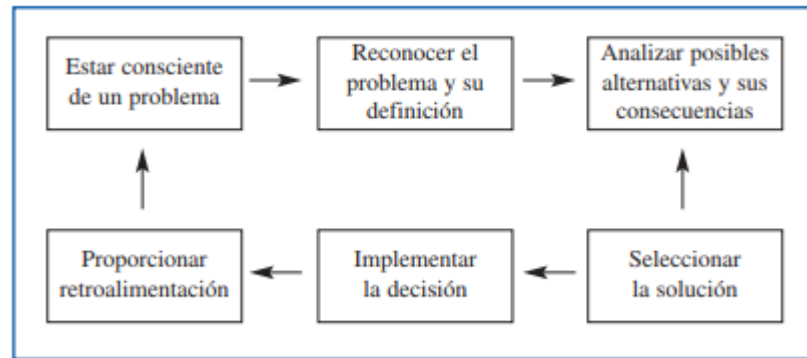 Estar consciente
de un problema
Reconocer el
problema y su
definición
Analizar posibles
alternativas y sus
consecuencias
Proporcionar
retroalimentación
Implementar
la decisión
Seleccionar
la solución